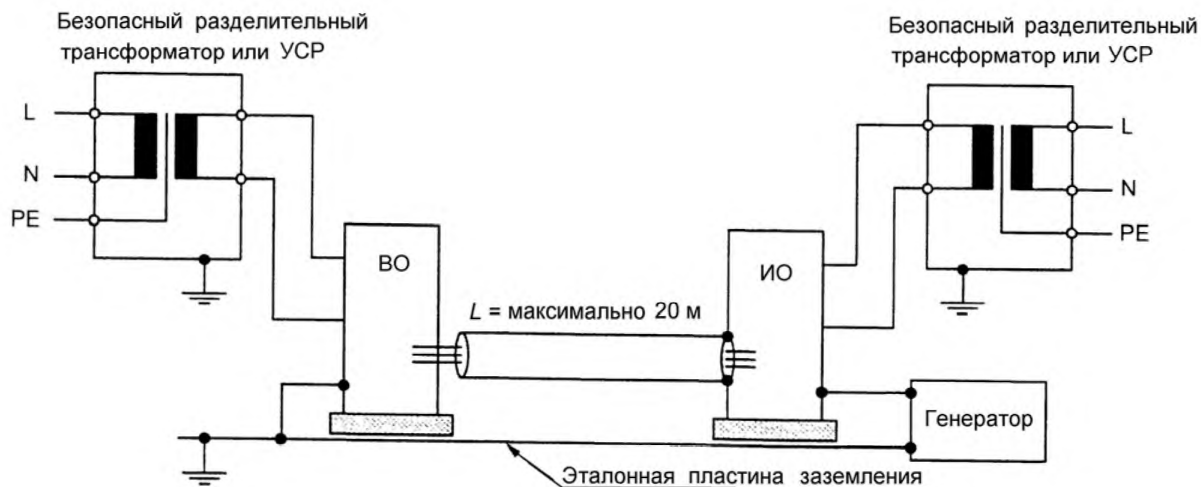 Безопасный разделительный
трансформатор или УСР
Безопасный разделительный
трансформатор или УСР
L
N
PE
L
N
PE
ВО
ИО
L = максимально 20 м
Генератор
Эталонная пластина заземления